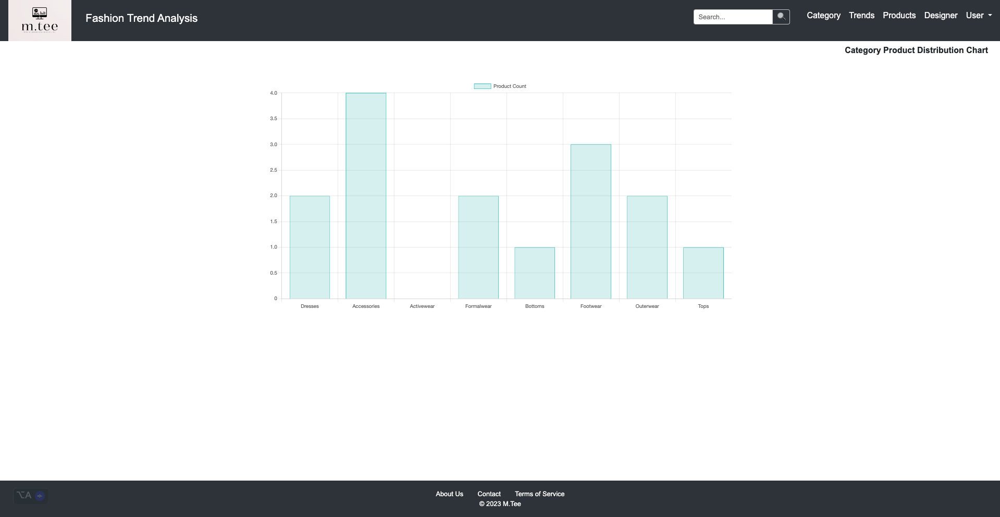 m.tee
Fashion Trend Analysis
Search...
Category Trends Products Designer User
Category Product Distribution Chart
Product Count
4.0
3.5
3.0
2.5
2.0
1.5
1.0
0.5
0
Dresses Accessories Activewear Formalwear Bottoms Footwear Outerwear Tops
⌥A
About Us Contact Terms of Service
© 2023 M.Tee